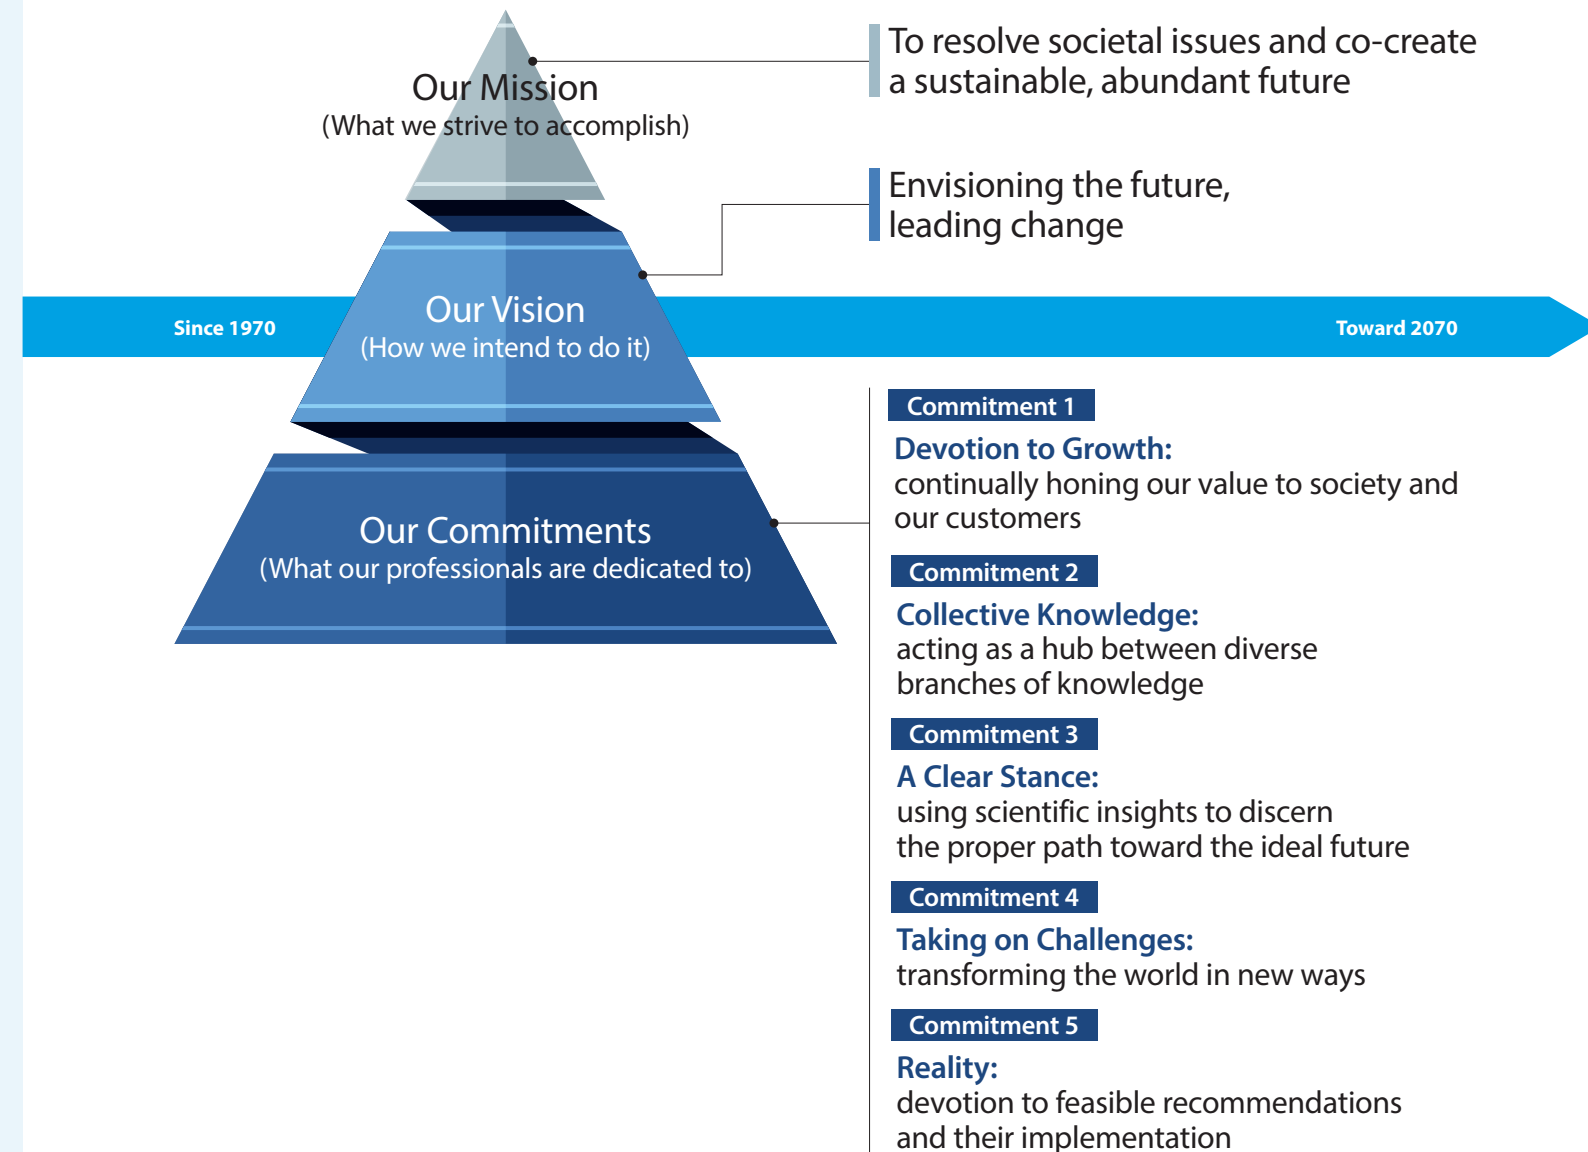 Our Mission
(What we strive to accomplish)
To resolve societal issues and co-create
a sustainable, abundant future
Envisioning the future,
leading change
Since 1970
Our Vision
(How we intend to do it)
Toward 2070
Our Commitments
(What our professionals are dedicated to)
Commitment 1
Devotion to Growth:
continually honing our value to society and
our customers
Commitment 2
Collective Knowledge:
acting as a hub between diverse
branches of knowledge
Commitment 3
A Clear Stance:
using scientific insights to discern
the proper path toward the ideal future
Commitment 4
Taking on Challenges:
transforming the world in new ways
Commitment 5
Reality:
devotion to feasible recommendations
and their implementation